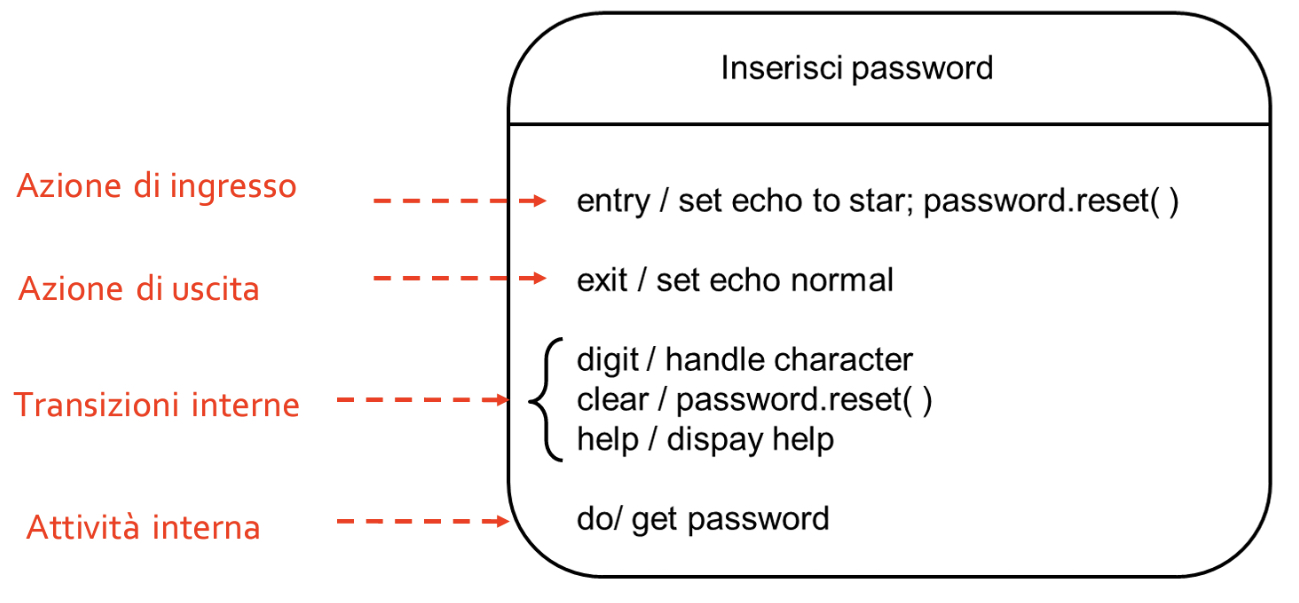 Inserisci password
Azione di ingresso
entry / set echo to star; password.reset( )
Azione di uscita
exit / set echo normal
digit / handle character
Transizioni interne
clear / password.reset( )
help / dispay help
Attività interna
do/ get password